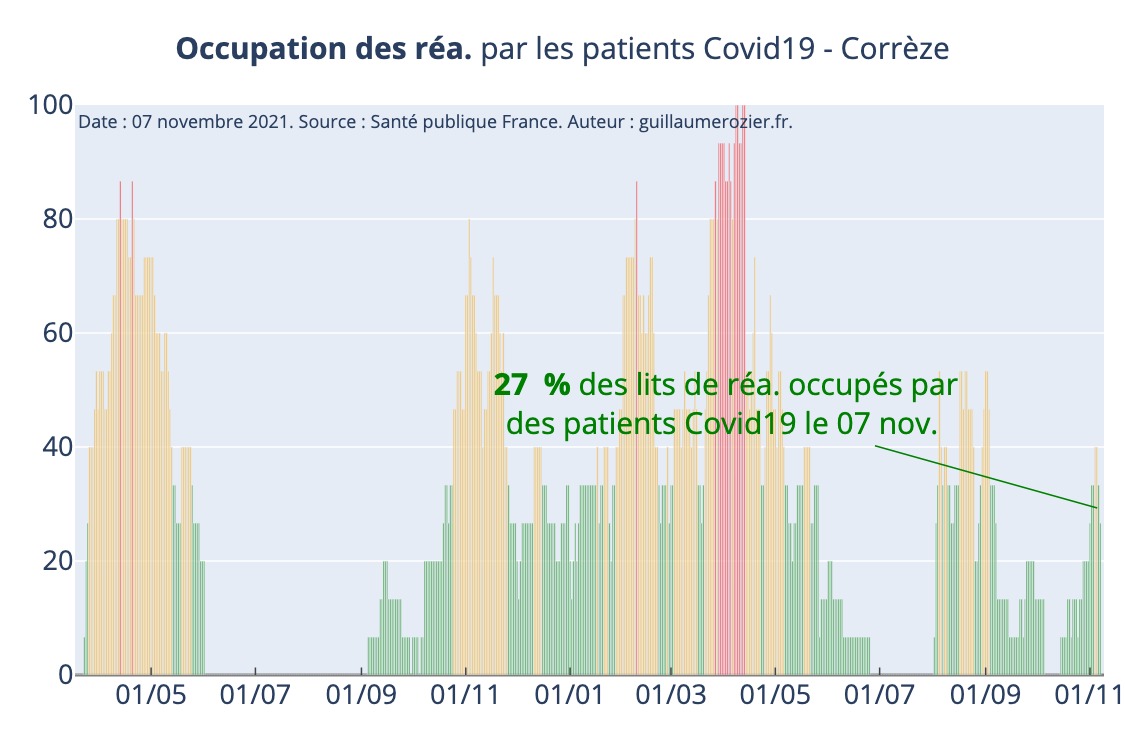 Occupation des réa. par les patients Covid19 - Corrèze
100
Date : 07 novembre 2021. Source : Santé publique France. Auteur : guillaumerozier.fr.
80
60
27 % des lits de réa. occupés par
des patients Covid19 le 07 nov.
40
20
0
01/05 01/07 01/09 01/11 01/01 01/03 01/05 01/07 01/09 01/11